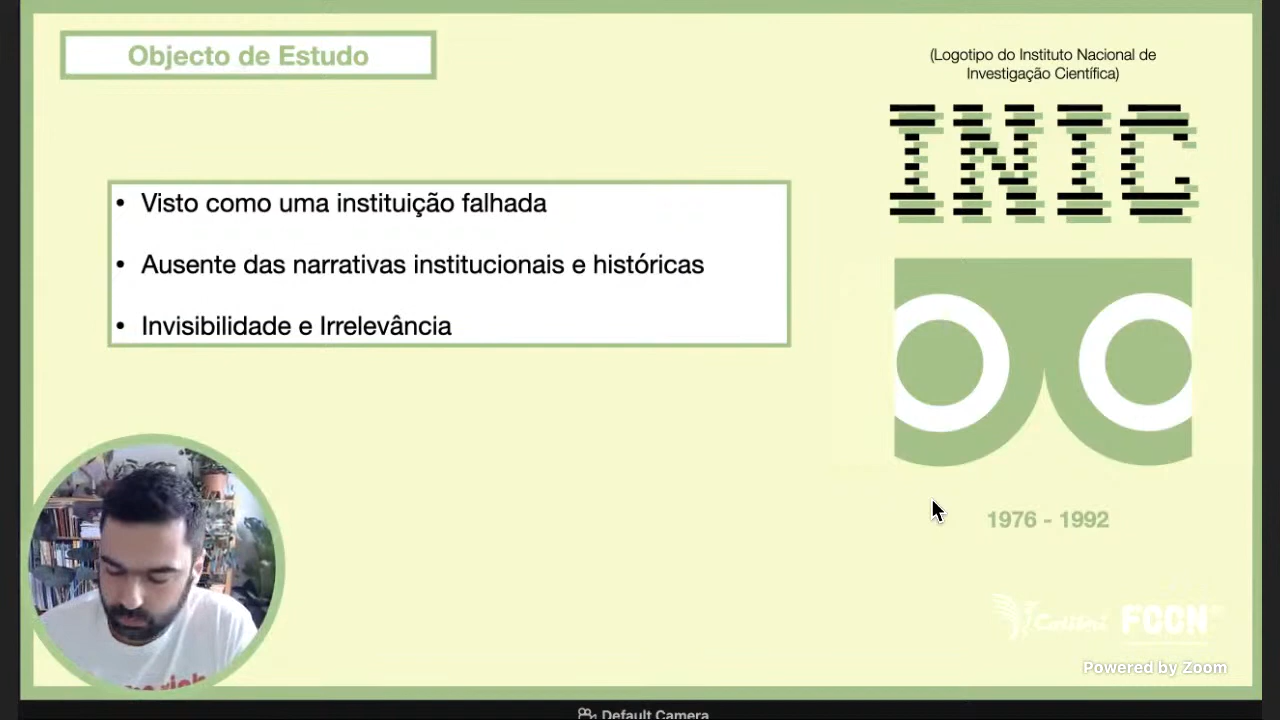 Objecto de Estudo
(Logotipo do Instituto Nacional de
Investigação Científica)
INIC
• Visto como uma instituição falhada
• Ausente das narrativas institucionais e históricas
• Invisibilidade e Irrelevância
1976 - 1992
Colibri FCCN
Powered by Zoom
Default Camera